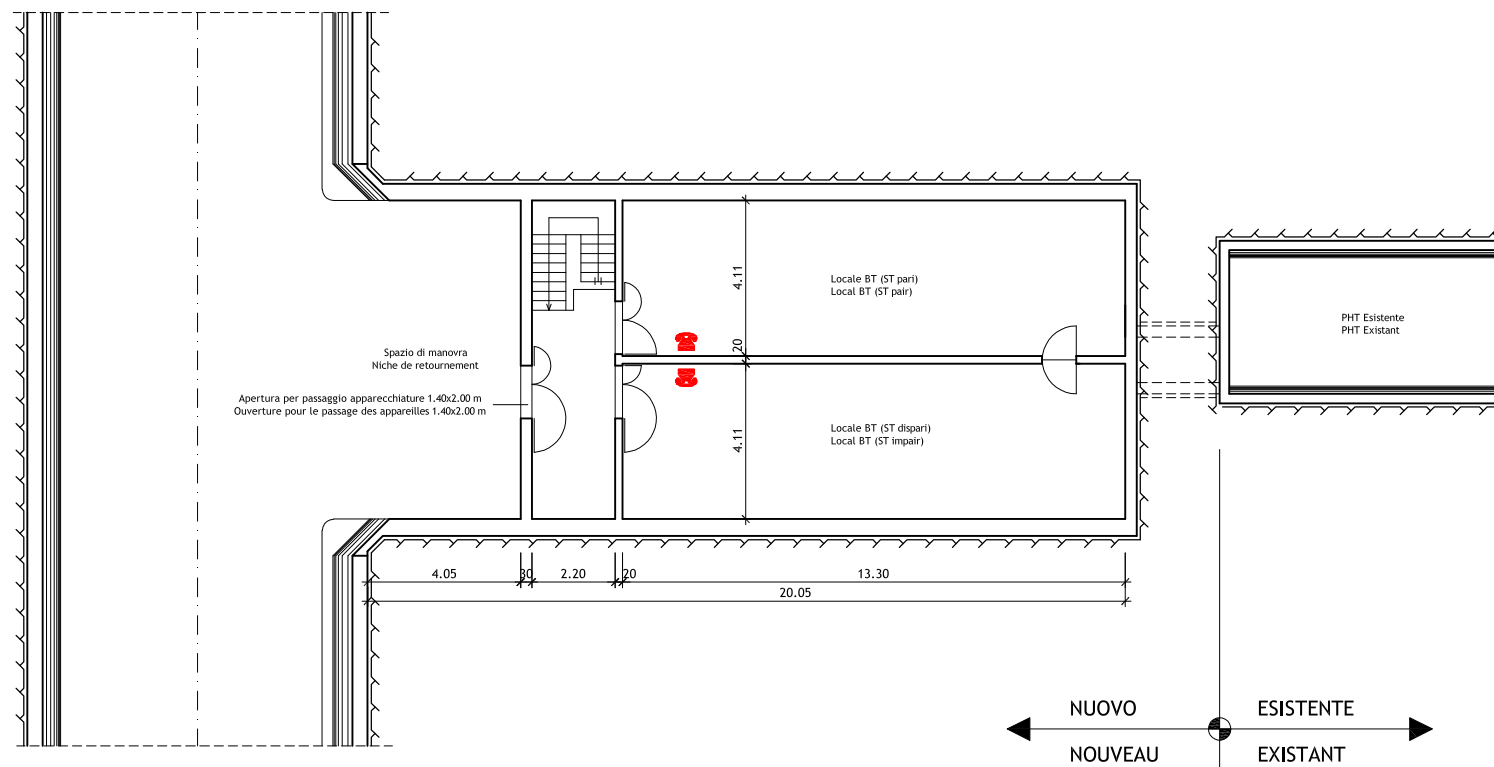 Locale BT (ST pari)
Local BT (ST pair)
4.11
20
PHT Esistente
PHT Existant
Spazio di manovra
Niche de retournement
Apertura per passaggio apparecchiature 1.40x2.00 m
Ouverture pour le passage des appareilles 1.40x2.00 m
Locale BT (ST dispari)
Local BT (ST impair)
4.11
4.05
30
2.20
20
13.30
20.05
NUOVO
ESISTENTE
NOUVEAU
EXISTANT